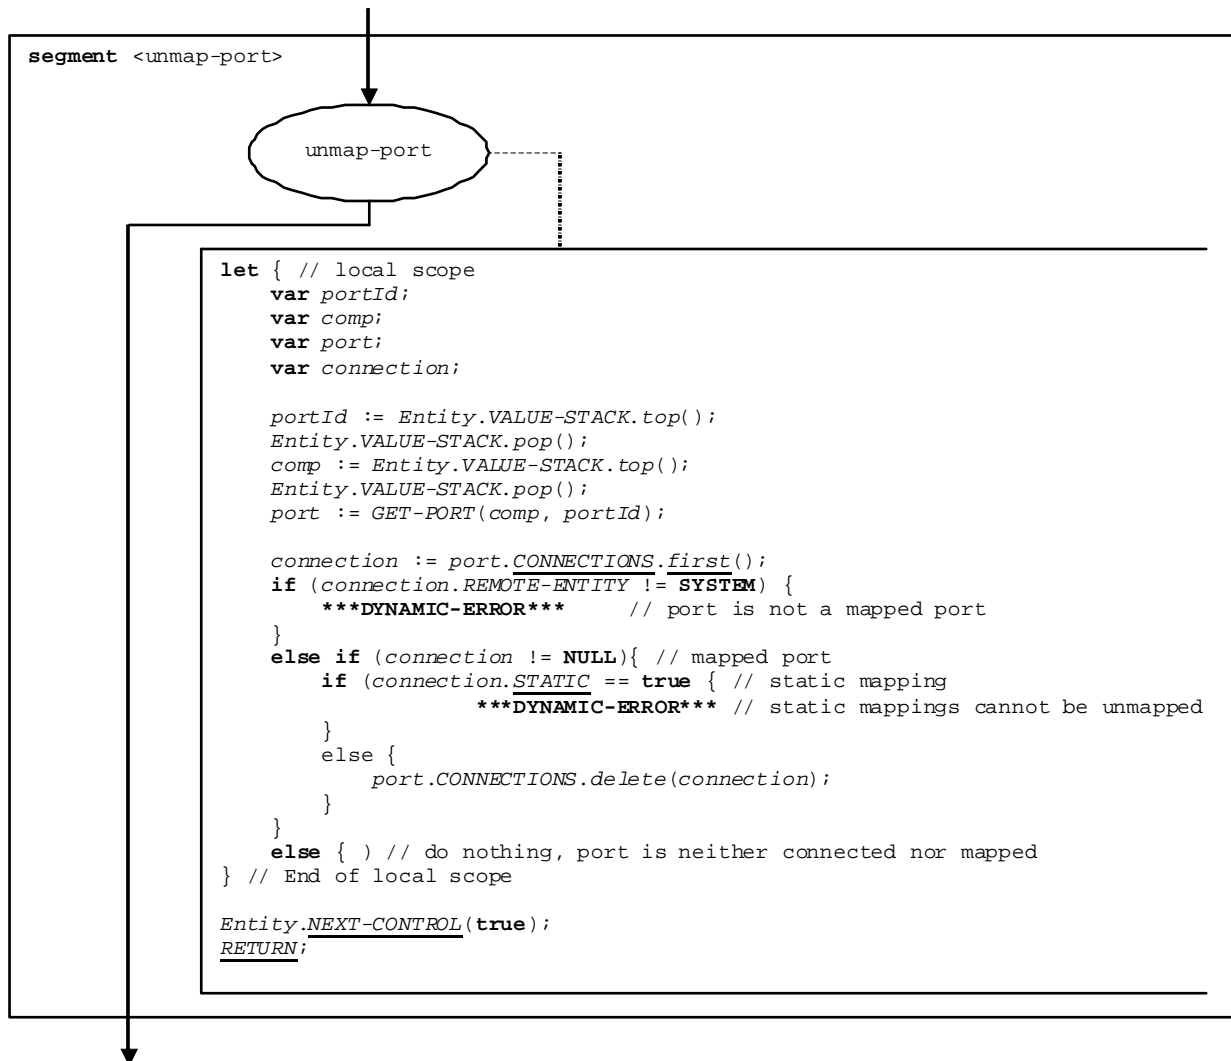 segment <unmap-port>
unmap-port
let { // local scope
var portId;
var comp;
var port;
var connection;
portId := Entity.VALUE-STACK.top();
Entity.VALUE-STACK.pop();
comp := Entity.VALUE-STACK.top();
Entity.VALUE-STACK.pop();
port := GET-PORT(comp, portId);
connection := port.CONNECTIONS.first();
if (connection.REMOTE-ENTITY != SYSTEM) {
***DYNAMIC-ERROR*** // port is not a mapped port
}
else if (connection != NULL){ // mapped port
if (connection.STATIC == true { // static mapping
***DYNAMIC-ERROR*** // static mappings cannot be unmapped
}
else {
port.CONNECTIONS.delete(connection);
}
}
else { ) // do nothing, port is neither connected nor mapped
} // End of local scope
Entity.NEXT-CONTROL(true);
RETURN;